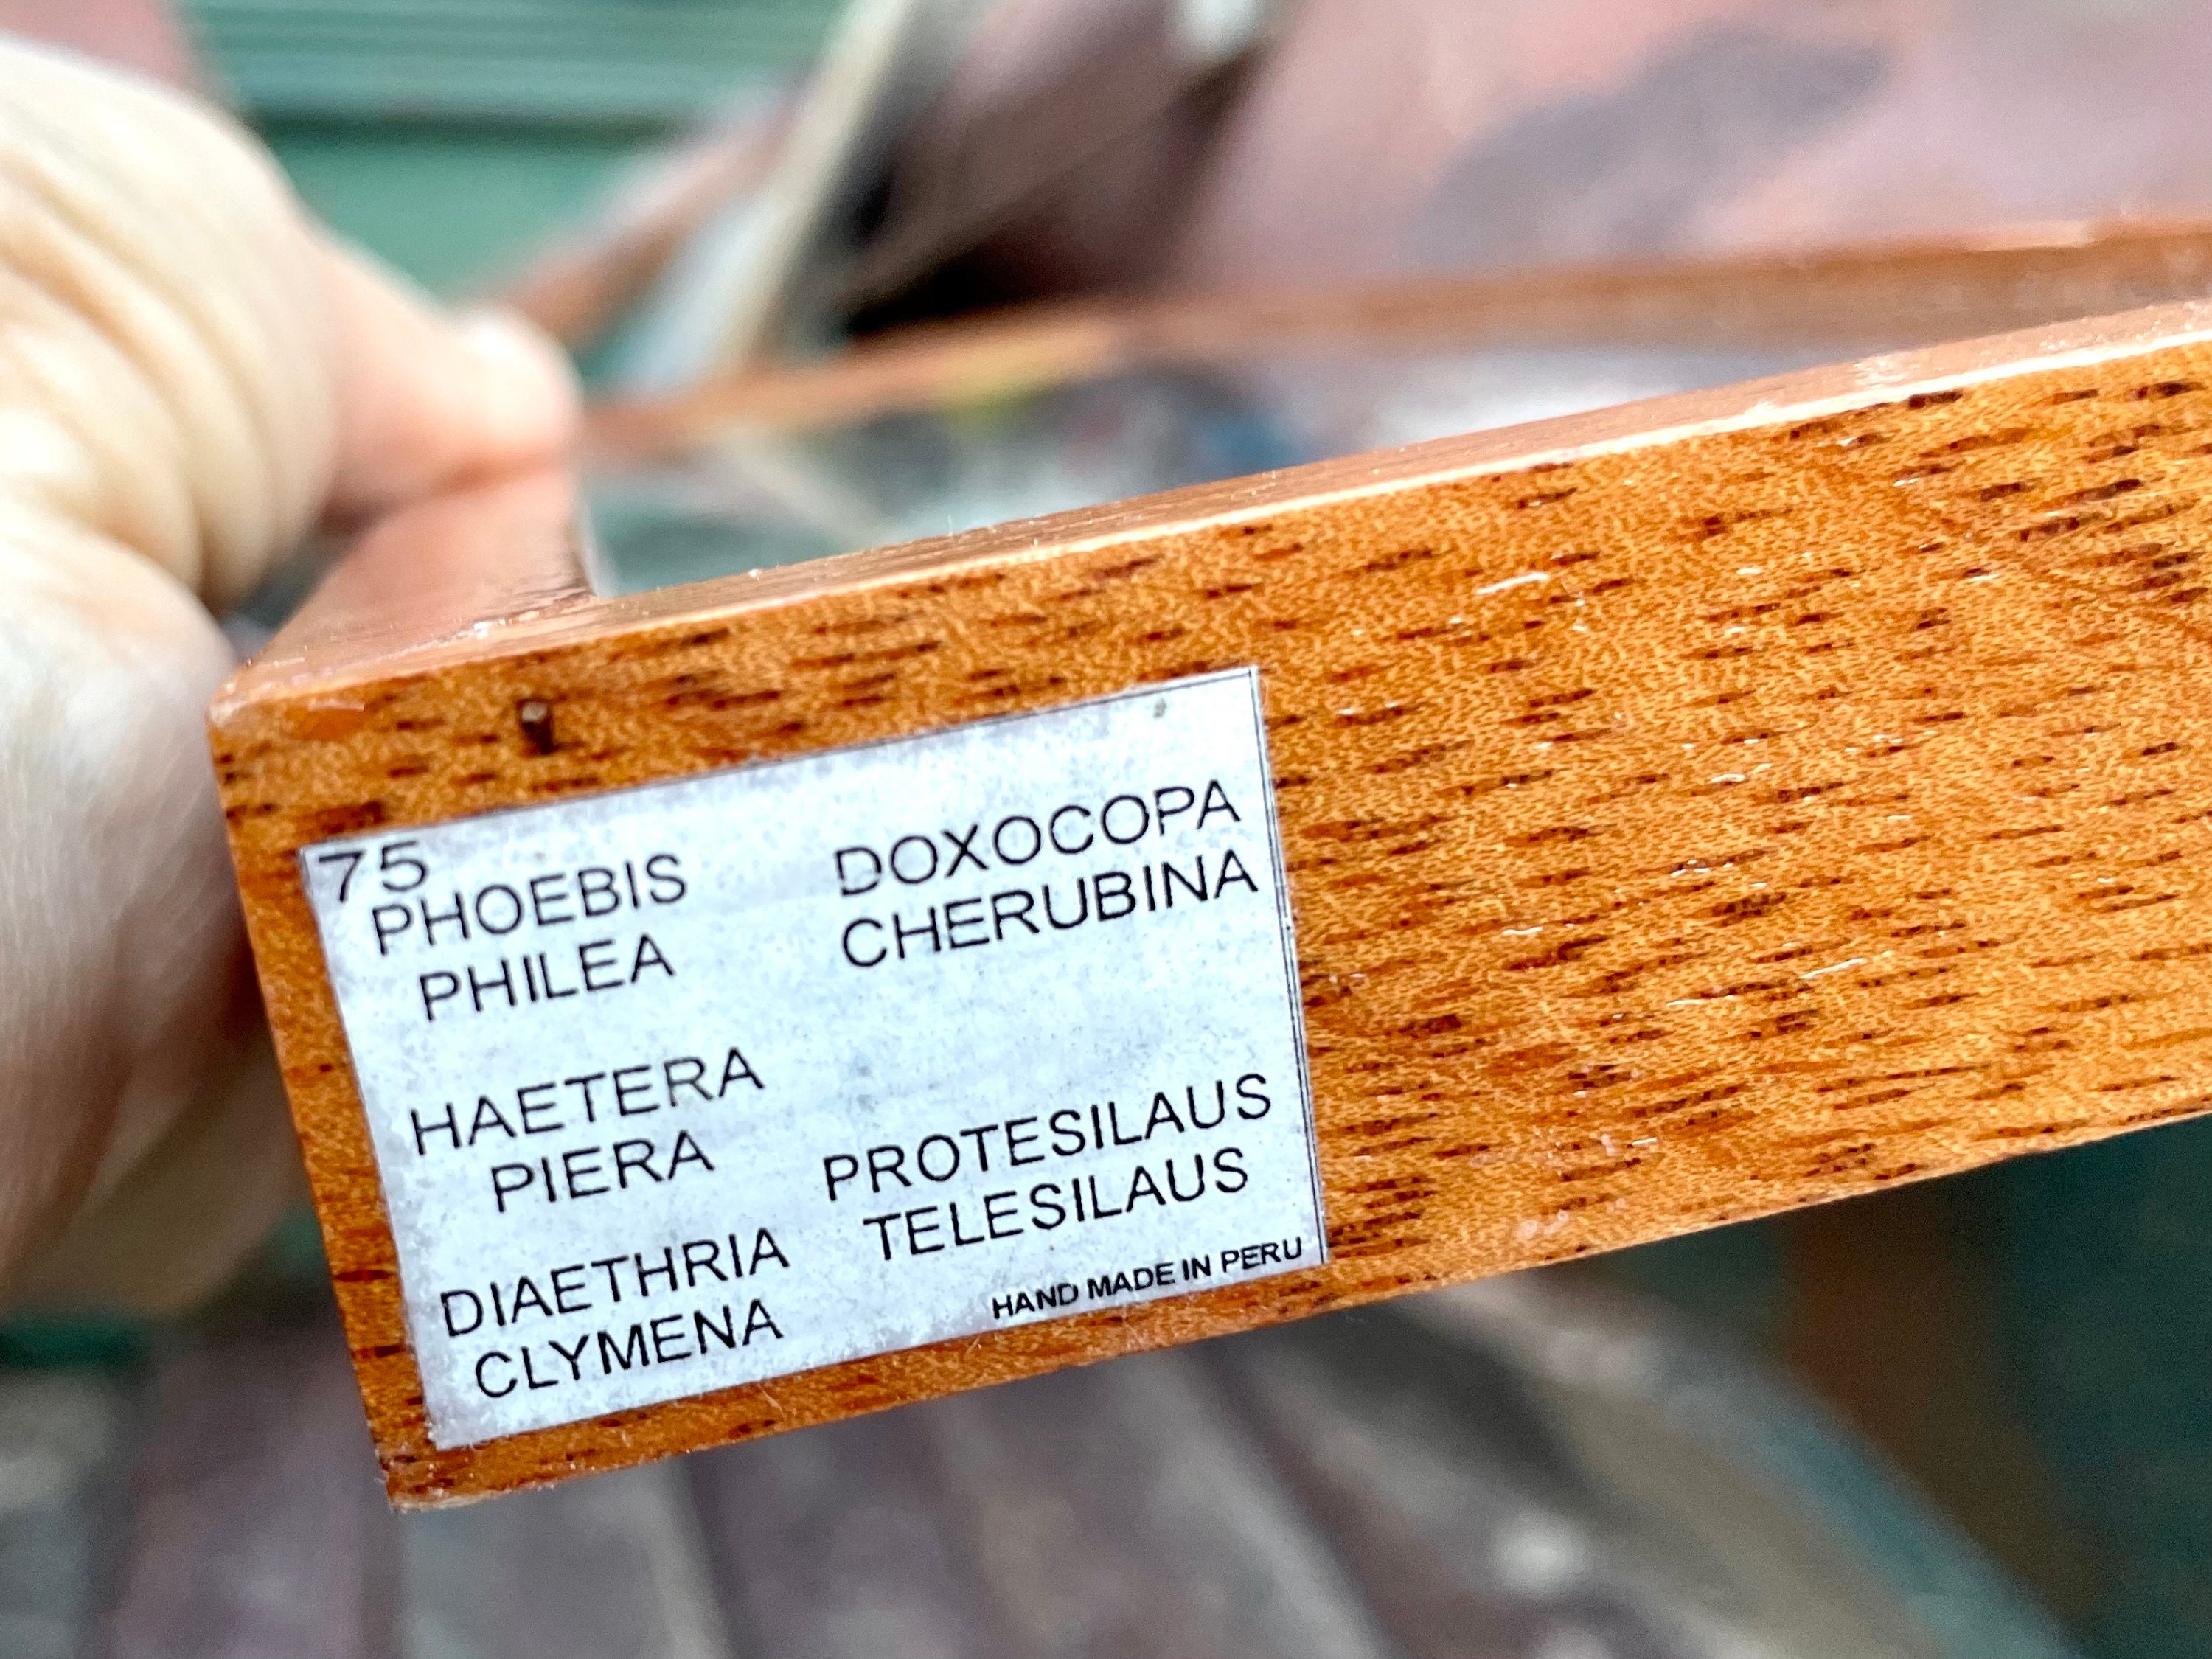 75
PHOEBIS
PHILEA
HAETERA
PIERA
DIAETHRIA
CLYMENA
DOXOCOPA
CHERUBINA
PROTESILAUS
TELESILAUS
HAND MADE IN PERU